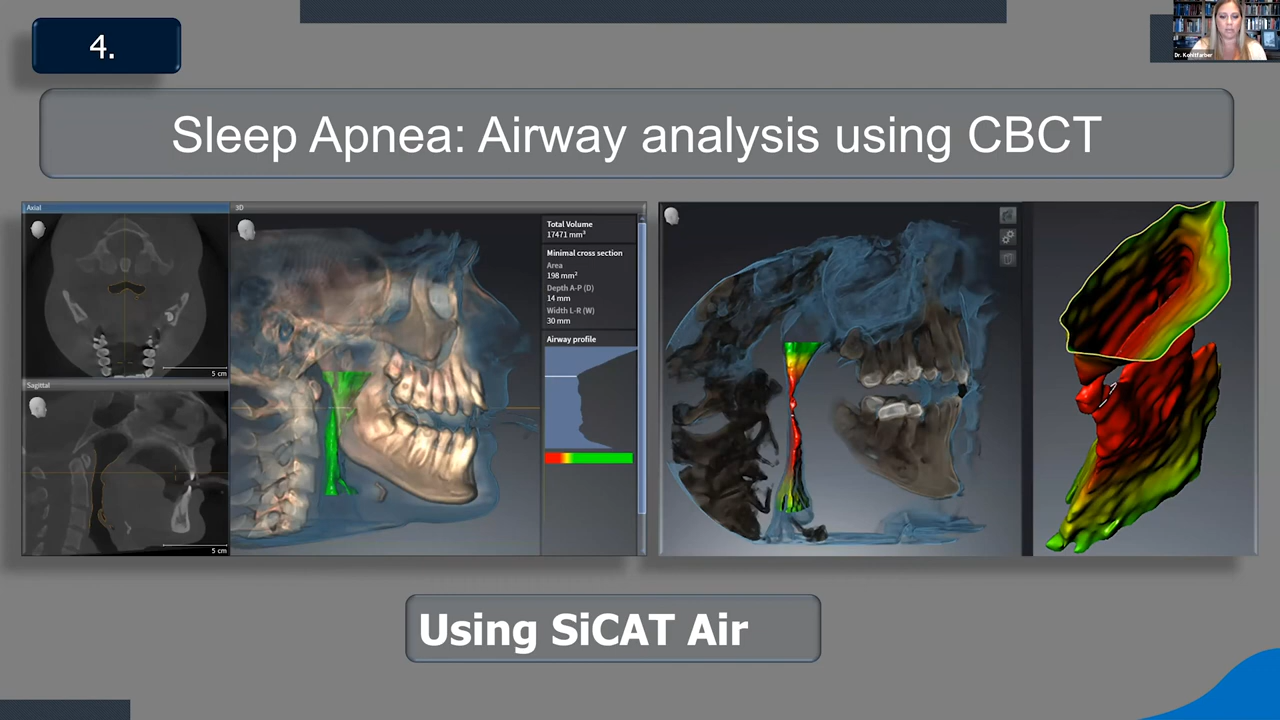 4.
Dr. Kohltfarber
Sleep Apnea: Airway analysis using CBCT
Axial
5 cm
Sagittal
5 cm
3D
Total Volume
17471 mm³
Minimal cross section
Area
198 mm²
Depth A-P (D)
14 mm
Width L-R (W)
30 mm
Airway profile
Using SiCAT Air